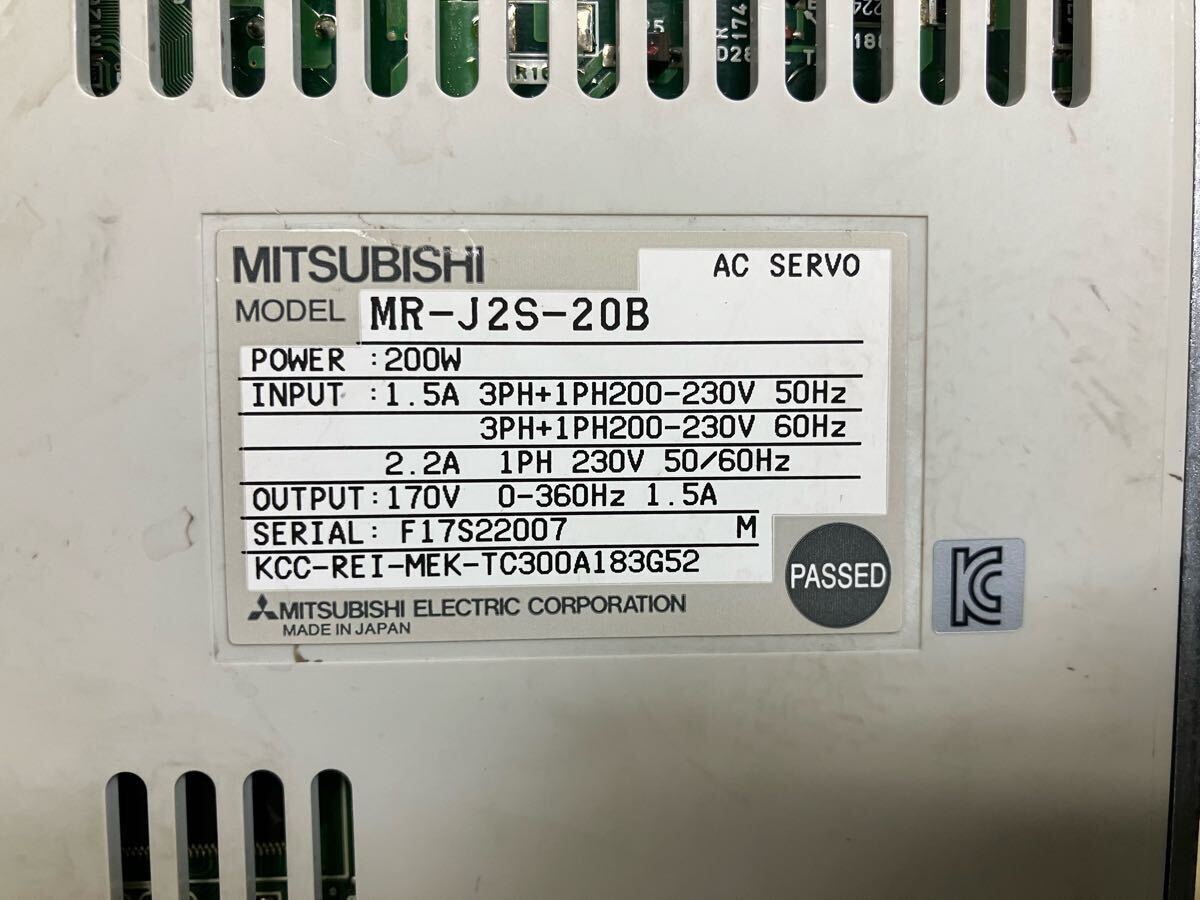 R10
MITSUBISHI
AC SERVO
MODEL MR-J2S-20B
POWER :200W
INPUT :1.5A 3PH+1PH200-230V 50Hz
3PH+1PH200-230V 60Hz
2.2A 1PH 230V 50/60Hz
OUTPUT:170V 0-360Hz 1.5A
SERIAL: F17S22007 M
KCC-REI-MEK-TC300A183G52
PASSED
KC
MITSUBISHI ELECTRIC CORPORATION
MADE IN JAPAN